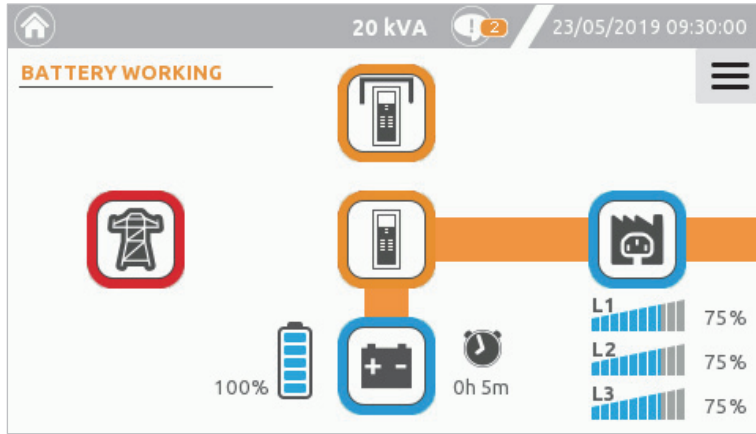 20 kVA
2
23/05/2019 09:30:00
BATTERY WORKING
L1
75%
L2
75%
L3
75%
100%
0h 5m